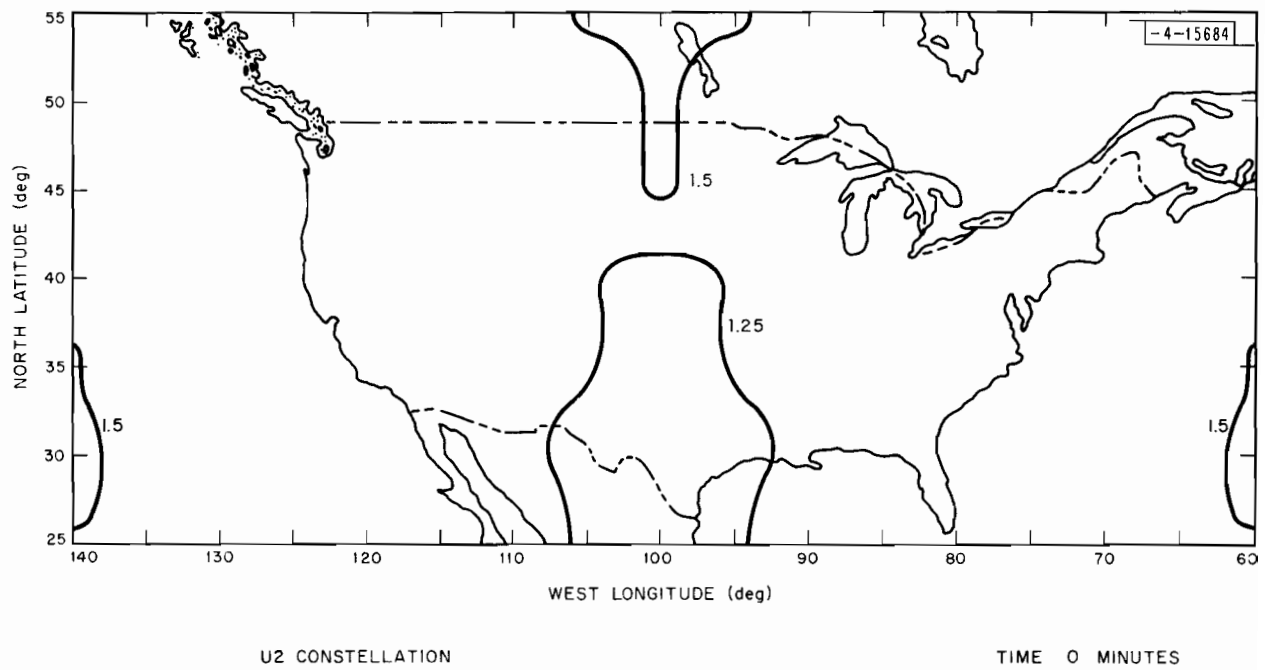 -4-15684
55
50
45
40
35
30
25
NORTH LATITUDE (deg)
1.5
1.25
1.5
1.5
140 130 120 110 100 90 80 70 60
WEST LONGITUDE (deg)
U2 CONSTELLATION
TIME 0 MINUTES